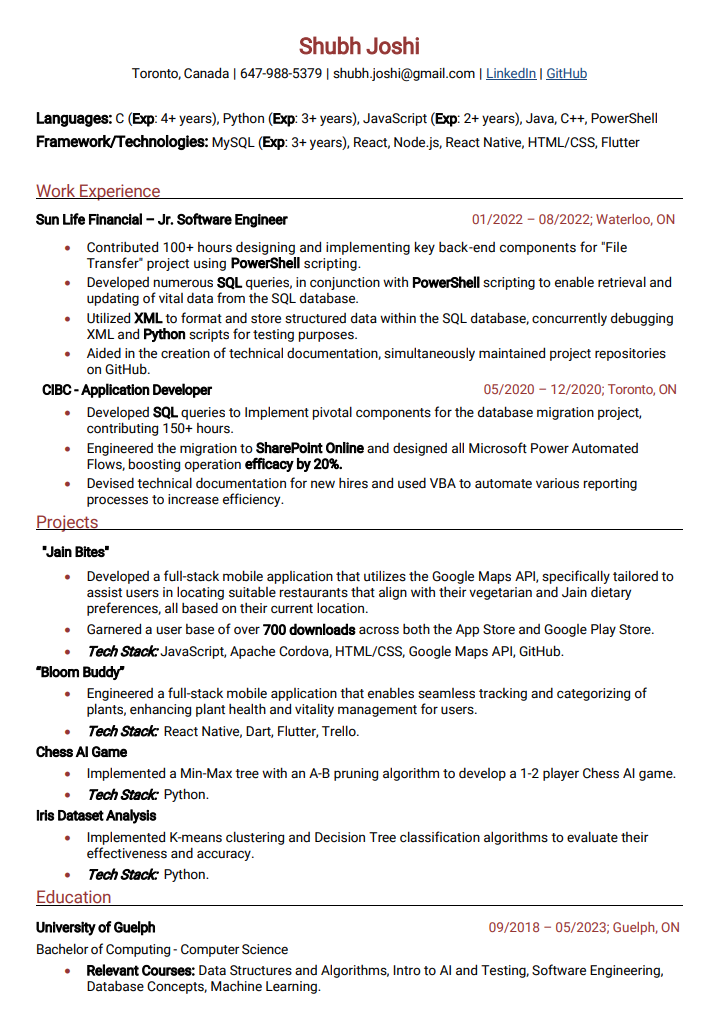 Shubh Joshi
Toronto, Canada | 647-988-5379 | shubh.joshi@gmail.com | LinkedIn | GitHub
Languages: C (Exp: 4+ years), Python (Exp: 3+ years), JavaScript (Exp: 2+ years), Java, C++, PowerShell
Framework/Technologies: MySQL (Exp: 3+ years), React, Node.js, React Native, HTML/CSS, Flutter
Work Experience
Sun Life Financial – Jr. Software Engineer 01/2022 – 08/2022; Waterloo, ON
• Contributed 100+ hours designing and implementing key back-end components for "File
Transfer" project using PowerShell scripting.
• Developed numerous SQL queries, in conjunction with PowerShell scripting to enable retrieval and
updating of vital data from the SQL database.
• Utilized XML to format and store structured data within the SQL database, concurrently debugging
XML and Python scripts for testing purposes.
• Aided in the creation of technical documentation, simultaneously maintained project repositories
on GitHub.
CIBC - Application Developer 05/2020 – 12/2020; Toronto, ON
• Developed SQL queries to Implement pivotal components for the database migration project,
contributing 150+ hours.
• Engineered the migration to SharePoint Online and designed all Microsoft Power Automated
Flows, boosting operation efficacy by 20%.
• Devised technical documentation for new hires and used VBA to automate various reporting
processes to increase efficiency.
Projects
"Jain Bites"
• Developed a full-stack mobile application that utilizes the Google Maps API, specifically tailored to
assist users in locating suitable restaurants that align with their vegetarian and Jain dietary
preferences, all based on their current location.
• Garnered a user base of over 700 downloads across both the App Store and Google Play Store.
• Tech Stack: JavaScript, Apache Cordova, HTML/CSS, Google Maps API, GitHub.
“Bloom Buddy”
• Engineered a full-stack mobile application that enables seamless tracking and categorizing of
plants, enhancing plant health and vitality management for users.
• Tech Stack: React Native, Dart, Flutter, Trello.
Chess AI Game
• Implemented a Min-Max tree with an A-B pruning algorithm to develop a 1-2 player Chess AI game.
• Tech Stack: Python.
Iris Dataset Analysis
• Implemented K-means clustering and Decision Tree classification algorithms to evaluate their
effectiveness and accuracy.
• Tech Stack: Python.
Education
University of Guelph 09/2018 – 05/2023; Guelph, ON
Bachelor of Computing - Computer Science
• Relevant Courses: Data Structures and Algorithms, Intro to AI and Testing, Software Engineering,
Database Concepts, Machine Learning.